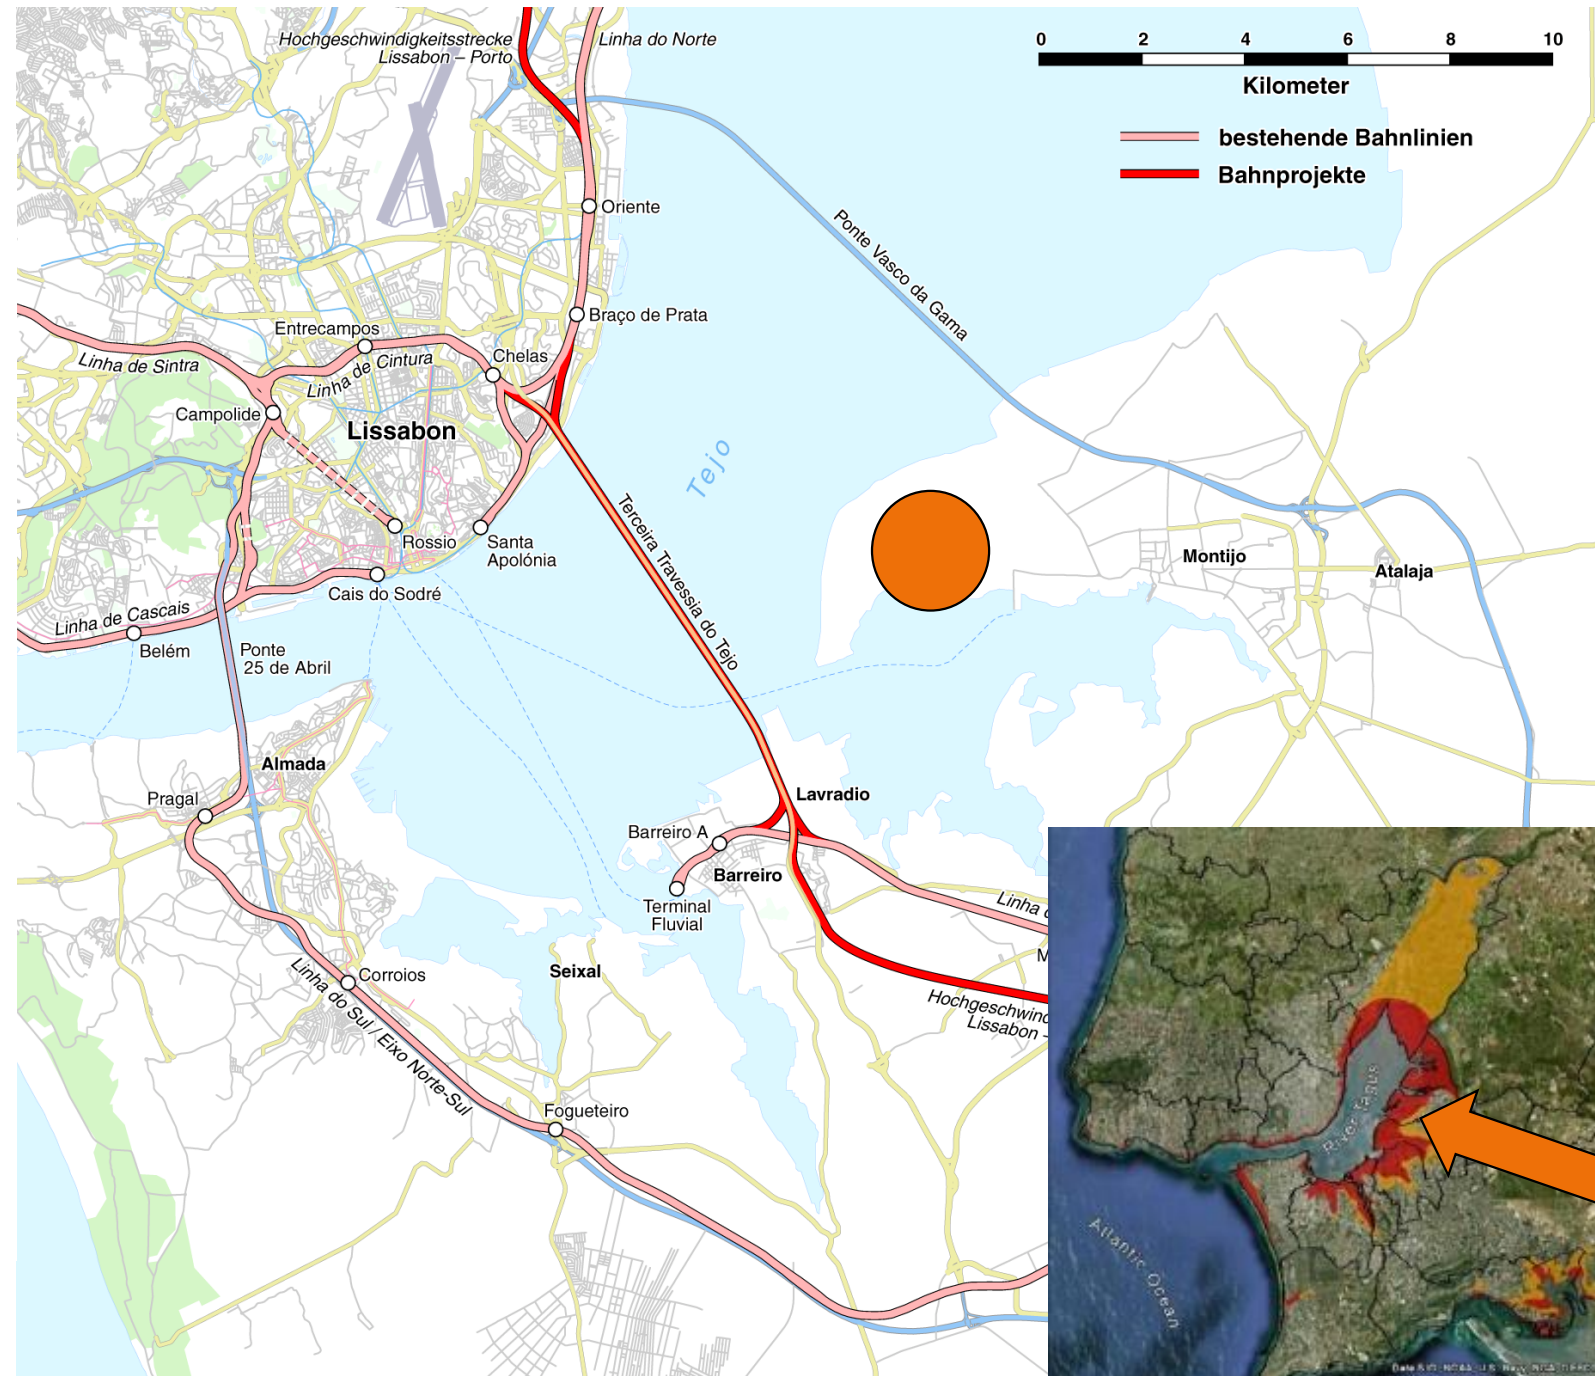 Hochgeschwindigkeitsstrecke
Lissabon – Porto
Linha do Norte
0 2 4 6 8 10
Kilometer
bestehende Bahnlinien
Bahnprojekte
Oriente
Ponte Vasco da Gama
Braço de Prata
Entrecampos
Chelas
Linha de Sintra
Linha de Cintura
Campolide
Lissabon
Tejo
Terceira Travessia do Tejo
Rossio
Santa
Apolónia
Montijo
Atalaja
Cais do Sodré
Linha de Cascais
Belém
Ponte
25 de Abril
Almada
Pragal
Lavradio
Barreiro A
Barreiro
Terminal
Fluvial
Linha
M
Seixal
Corroios
Linha do Sul / Eixo Norte-Sul
Hochgeschwind
Lissabon -
Fogueteiro
River Tagus
Atlantic Ocean